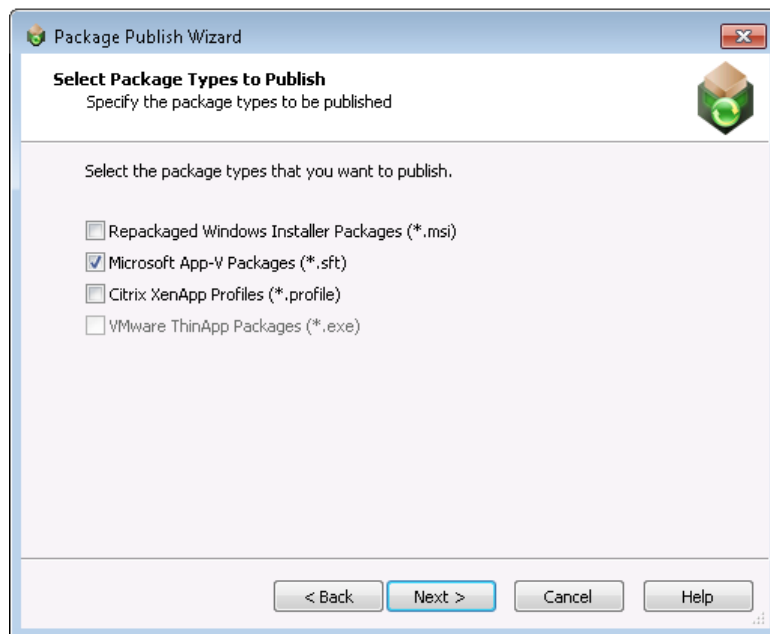 Package Publish Wizard
Select Package Types to Publish
Specify the package types to be published
Select the package types that you want to publish.
Repackaged Windows Installer Packages (*.msi)
Microsoft App-V Packages (*.sft)
Citrix XenApp Profiles (*.profile)
VMware ThinApp Packages (*.exe)
< Back Next > Cancel Help